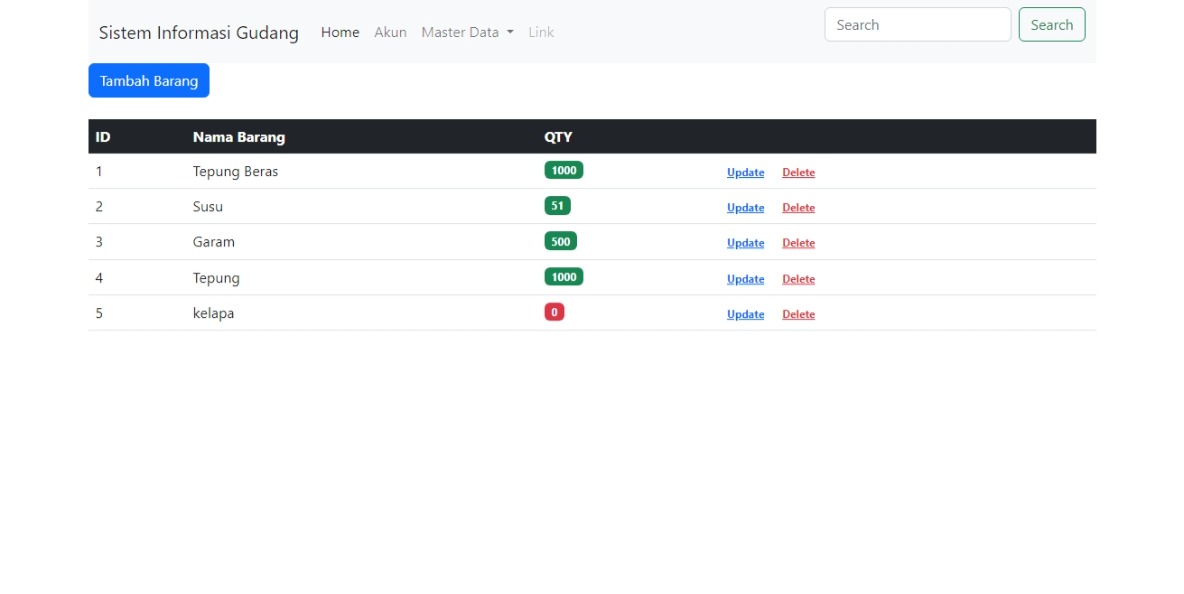 Sistem Informasi Gudang Home Akun Master Data Link Search Search
Tambah Barang
ID Nama Barang QTY
1 Tepung Beras 1000 Update Delete
2 Susu 51 Update Delete
3 Garam 500 Update Delete
4 Tepung 1000 Update Delete
5 kelapa 0 Update Delete